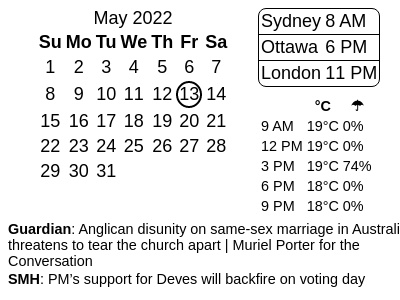 May 2022
Su Mo Tu We Th Fr Sa
1 2 3 4 5 6 7
8 9 10 11 12 13 14
15 16 17 18 19 20 21
22 23 24 25 26 27 28
29 30 31
Sydney 8 AM
Ottawa 6 PM
London 11 PM
°C ☂
9 AM 19°C 0%
12 PM 19°C 0%
3 PM 19°C 74%
6 PM 18°C 0%
9 PM 18°C 0%
Guardian: Anglican disunity on same-sex marriage in Australi
threatens to tear the church apart | Muriel Porter for the
Conversation
SMH: PM’s support for Deves will backfire on voting day